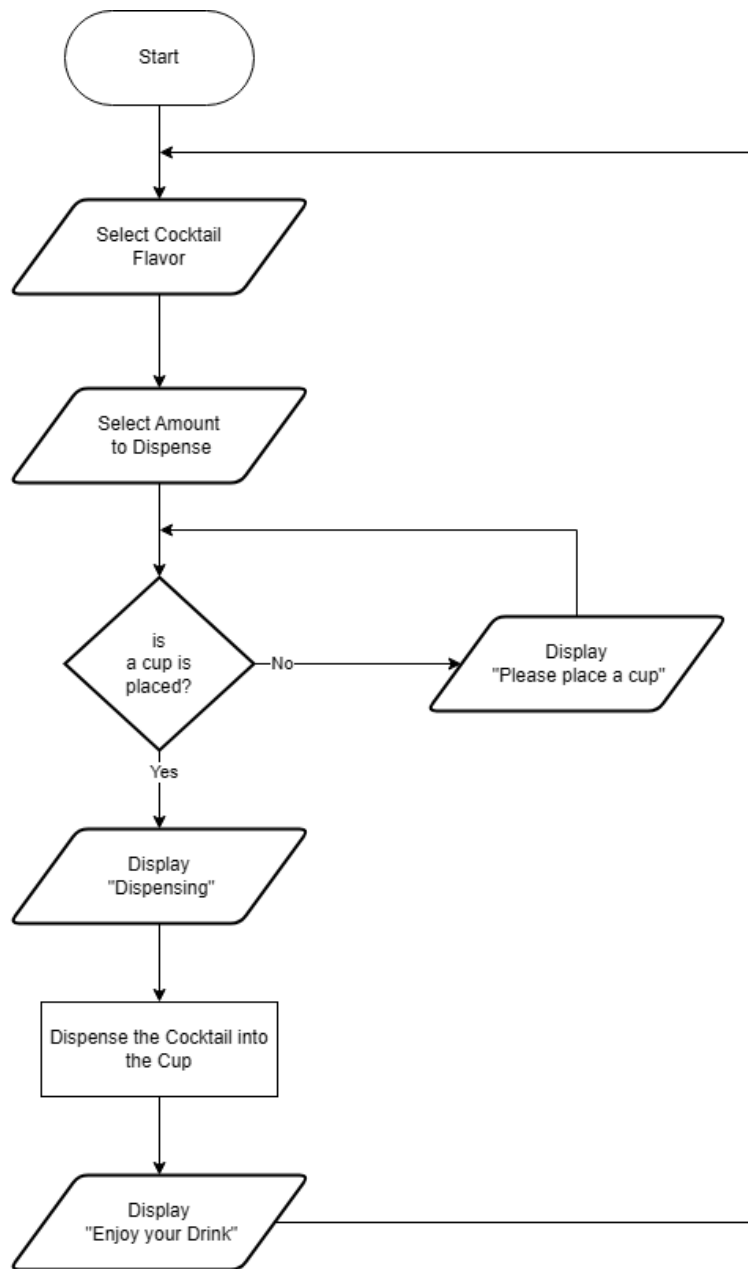 Start
Select Cocktail
Flavor
Select Amount
to Dispense
is
a cup is
placed?
No
Display
"Please place a cup"
Yes
Display
"Dispensing"
Dispense the Cocktail into
the Cup
Display
"Enjoy your Drink"